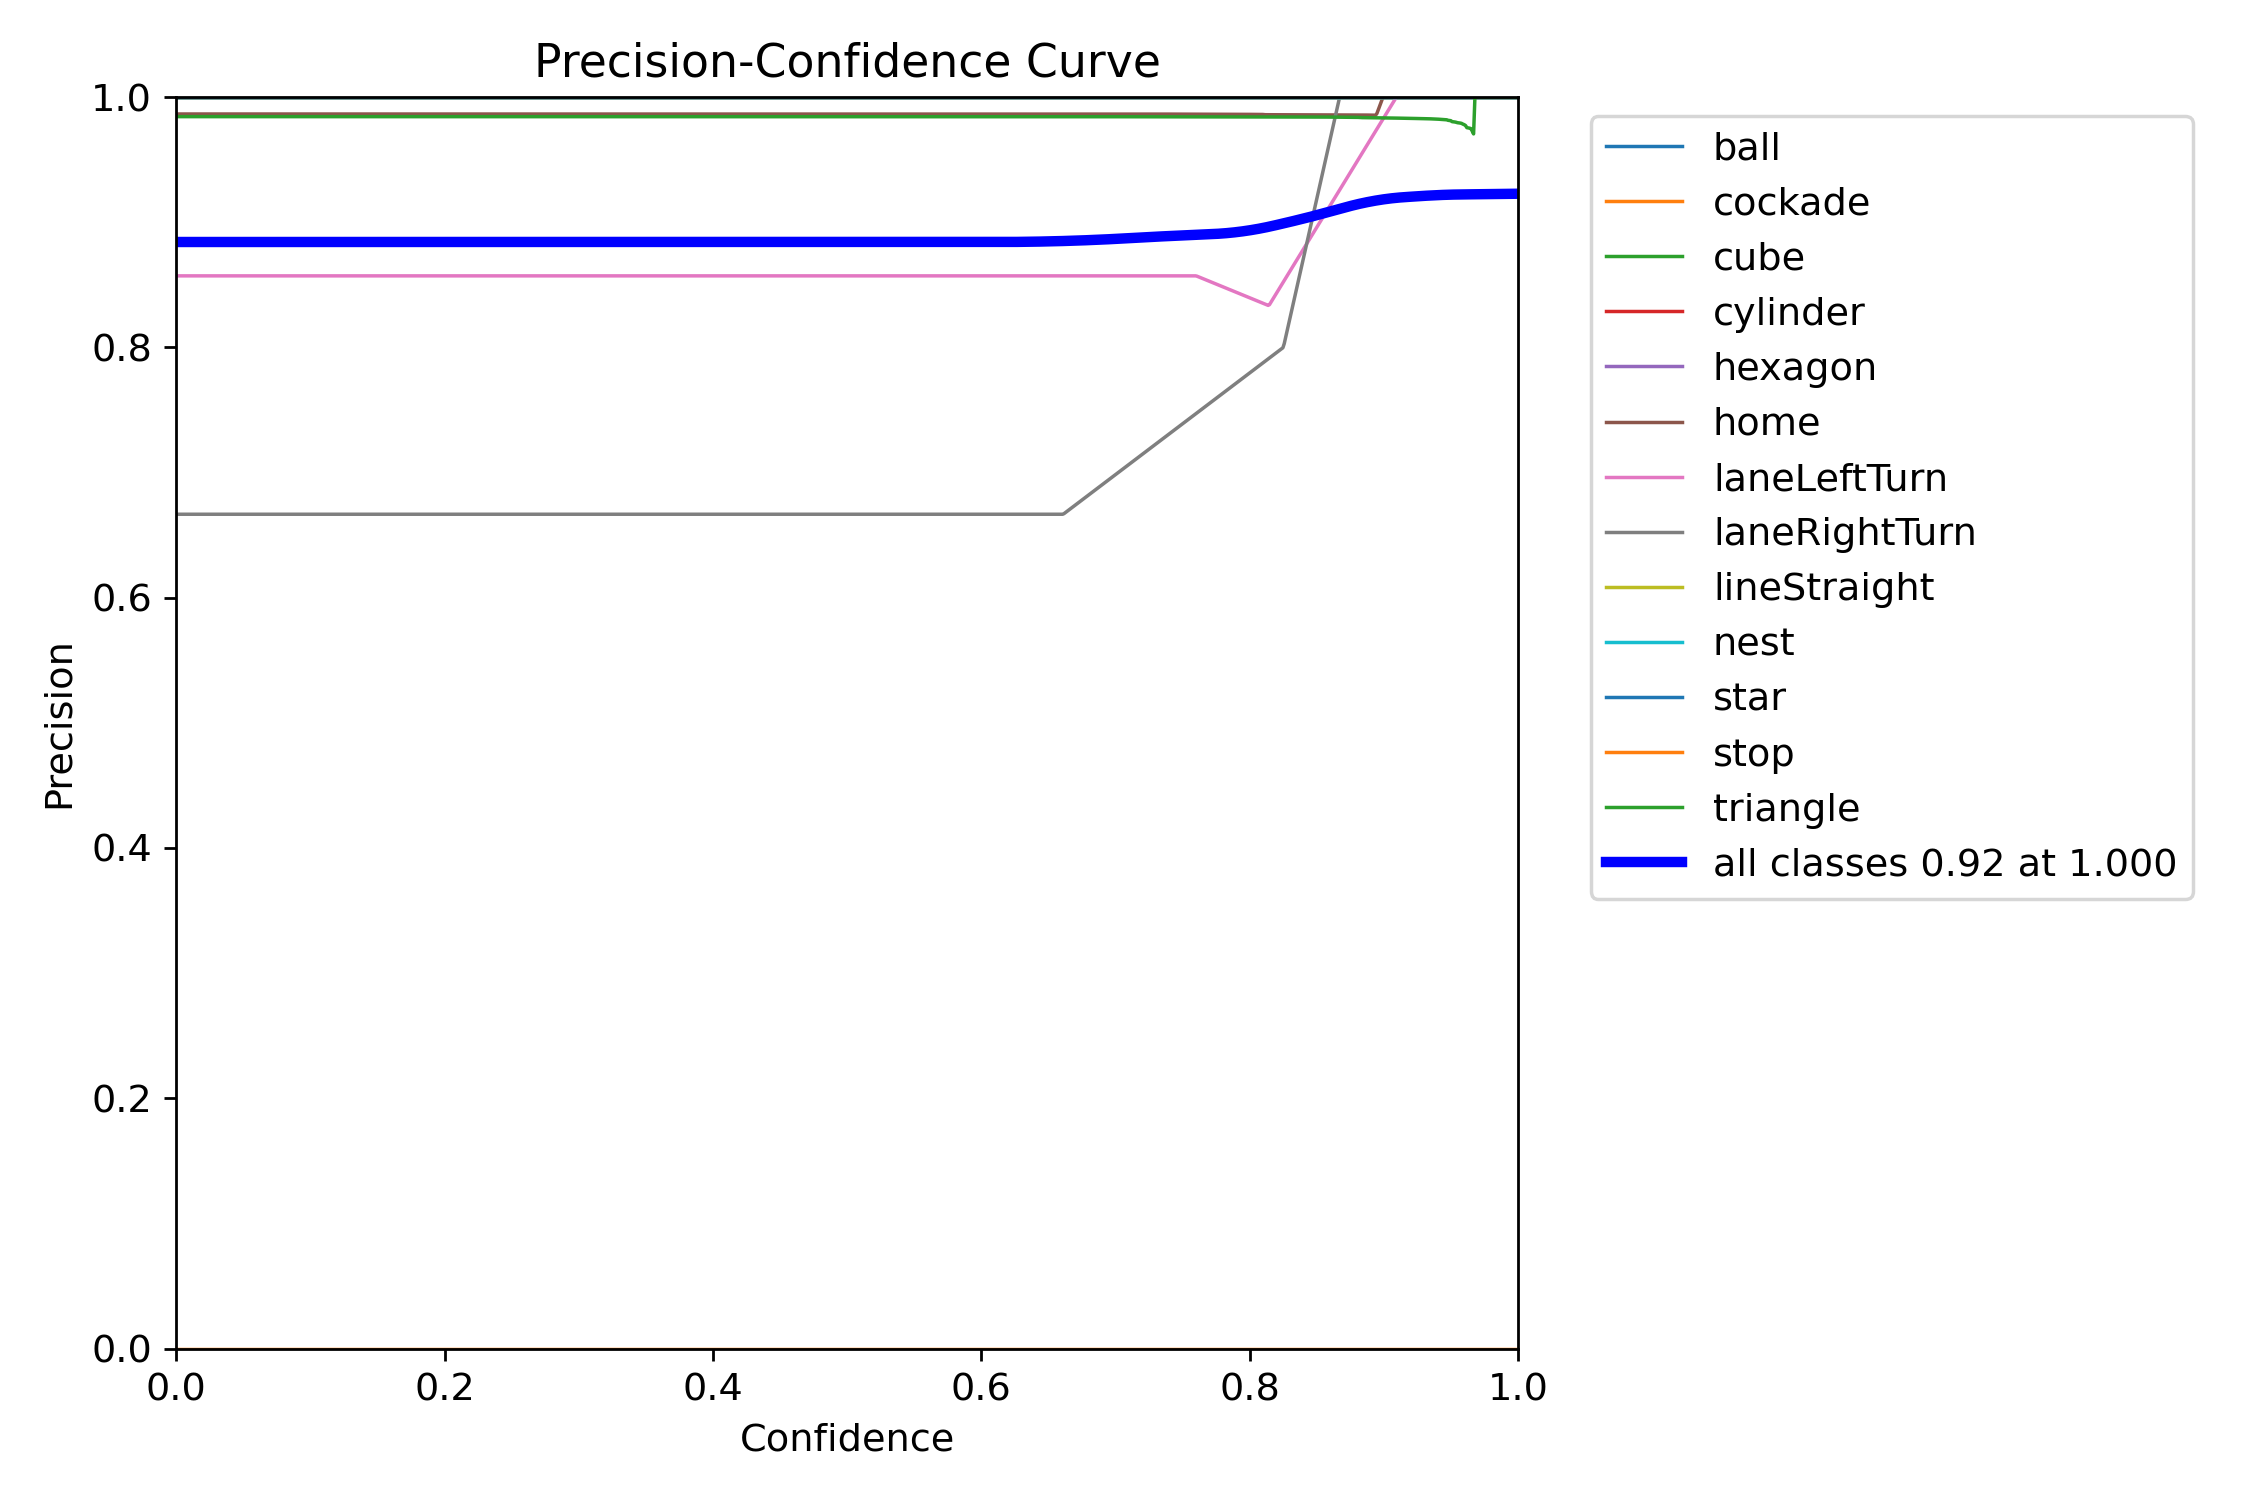 Precision-Confidence Curve
1.0
0.8
0.6
0.4
0.2
0.0
Precision
0.0 0.2 0.4 0.6 0.8 1.0
Confidence
ball
cockade
cube
cylinder
hexagon
home
laneLeftTurn
laneRightTurn
lineStraight
nest
star
stop
triangle
all classes 0.92 at 1.000